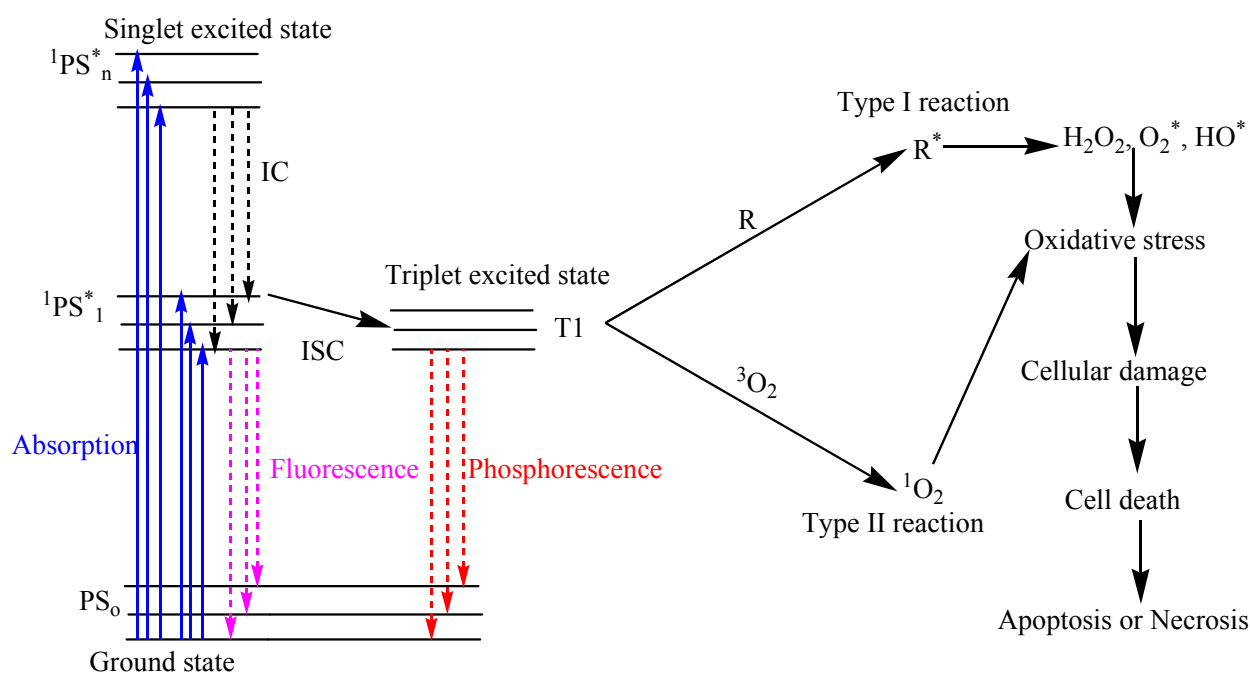 Singlet excited state
¹PS*ₙ
IC
¹PS*₁
ISC
Triplet excited state
T1
Absorption
Fluorescence
Phosphorescence
PSₒ
Ground state
Type I reaction
R*
H₂O₂, O₂*, HO*
R
³O₂
¹O₂
Type II reaction
Oxidative stress
Cellular damage
Cell death
Apoptosis or Necrosis